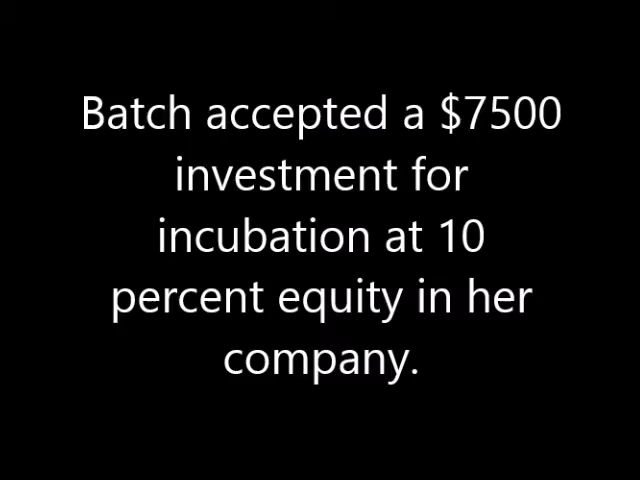 Batch accepted a $7500
investment for
incubation at 10
percent equity in her
company.